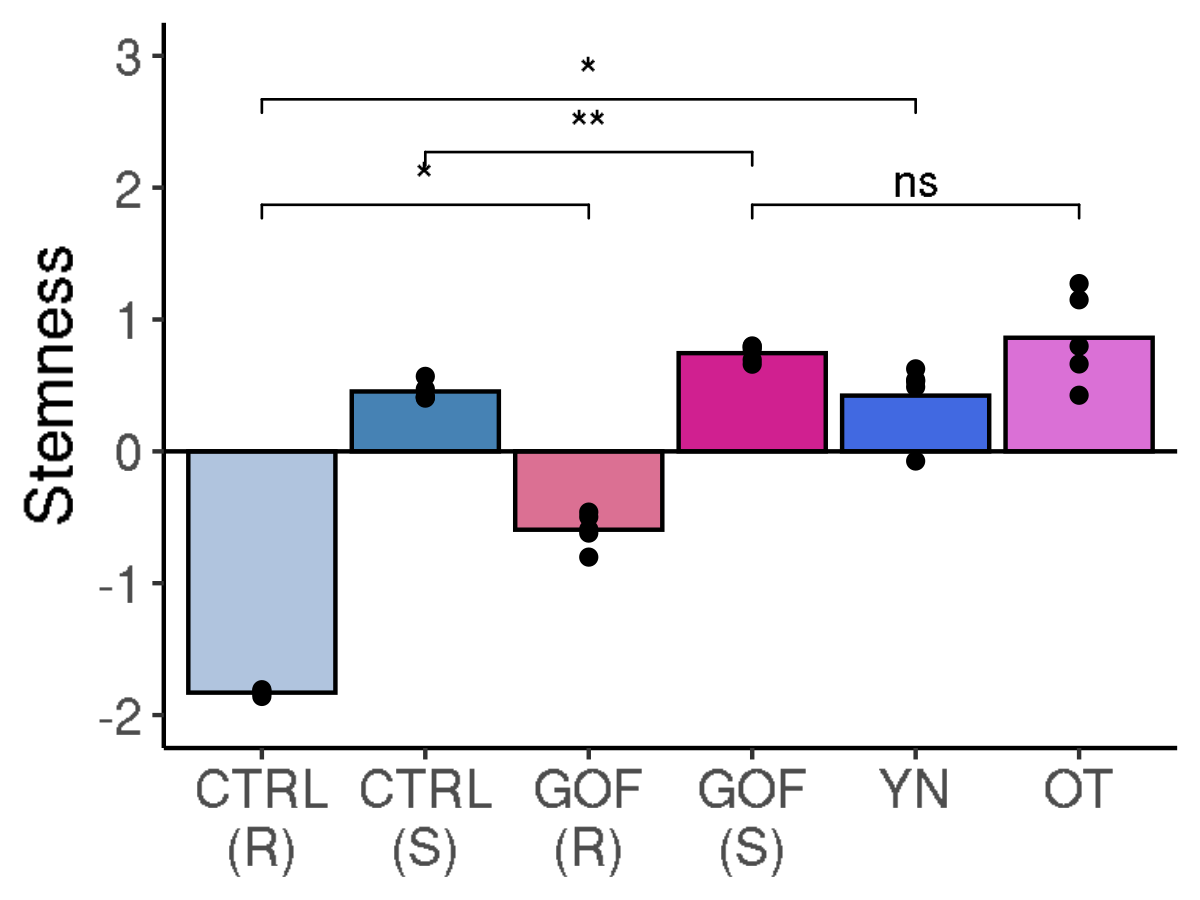 Stemness
3
2
1
0
-1
-2
*
**
*
ns
CTRL (R)
CTRL (S)
GOF (R)
GOF (S)
YN
OT